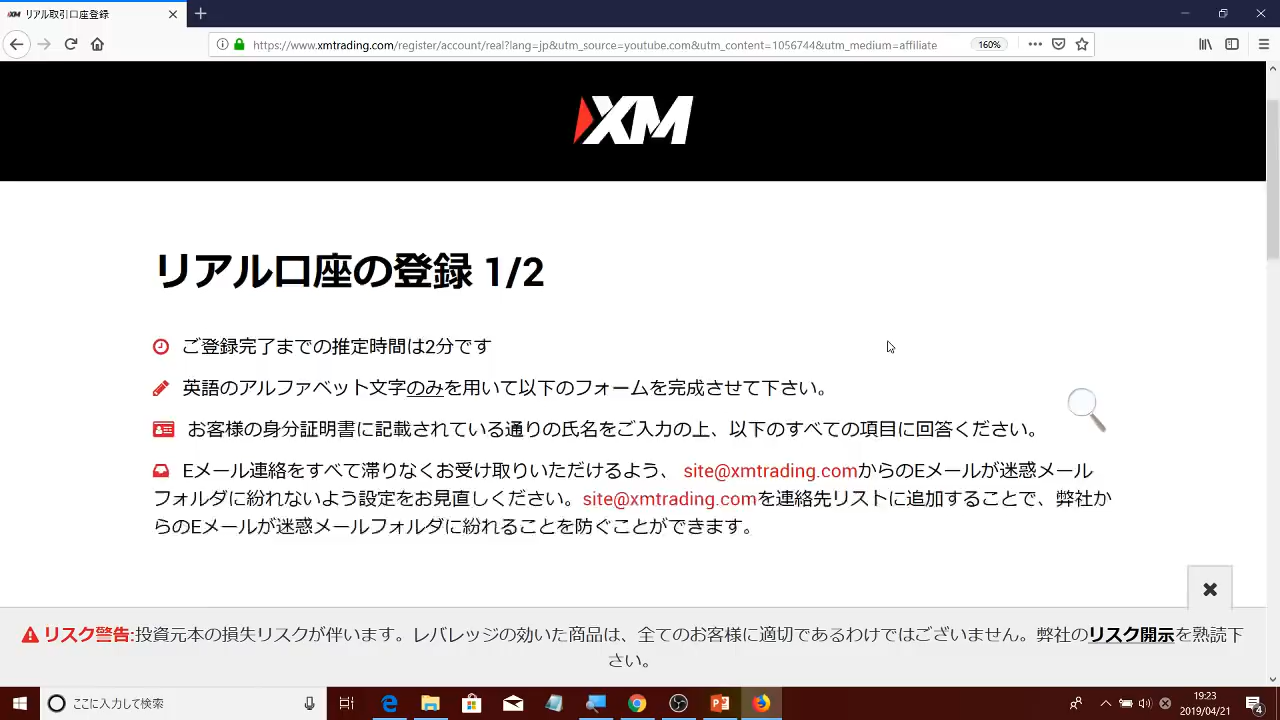 XM リアル取引口座登録
https://www.xmtrading.com/register/account/real?lang=jp&utm_source=youtube.com&utm_content=1056744&utm_medium=affiliate
160%
XM
リアル口座の登録 1/2
ご登録完了までの推定時間は2分です
英語のアルファベット文字のみを用いて以下のフォームを完成させて下さい。
お客様の身分証明書に記載されている通りの氏名をご入力の上、以下のすべての項目に回答ください。
Eメール連絡をすべて滞りなくお受け取りいただけるよう、 site@xmtrading.comからのEメールが迷惑メール
フォルダに紛れないよう設定をお見直しください。site@xmtrading.comを連絡先リストに追加することで、弊社か
らのEメールが迷惑メールフォルダに紛れることを防ぐことができます。
リスク警告:投資元本の損失リスクが伴います。レバレッジの効いた商品は、全てのお客様に適切であるわけではございません。弊社のリスク開示を熟読下
さい。
ここに入力して検索
19:23
2019/04/21
4